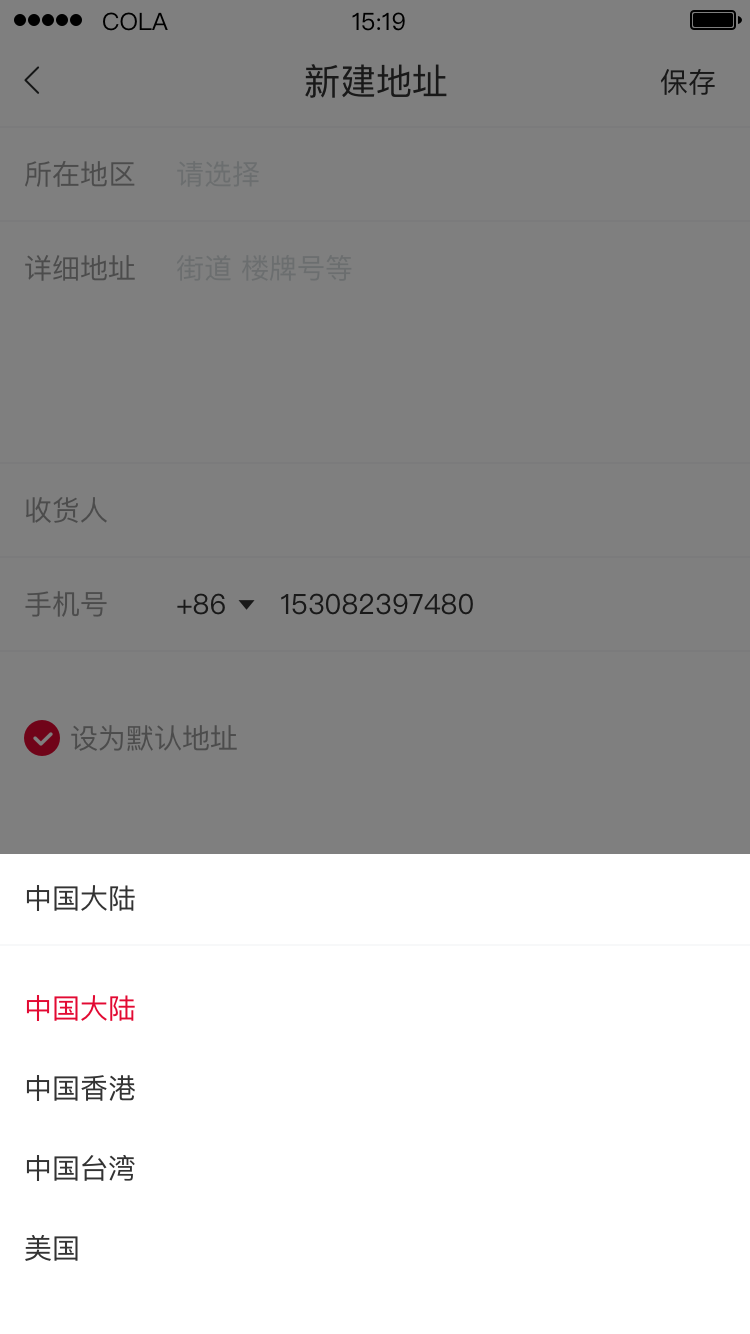 COLA 15:19
新建地址 保存
所在地区 请选择
详细地址 街道 楼牌号等
收货人
手机号 +86 153082397480
设为默认地址
中国大陆
中国大陆
中国香港
中国台湾
美国